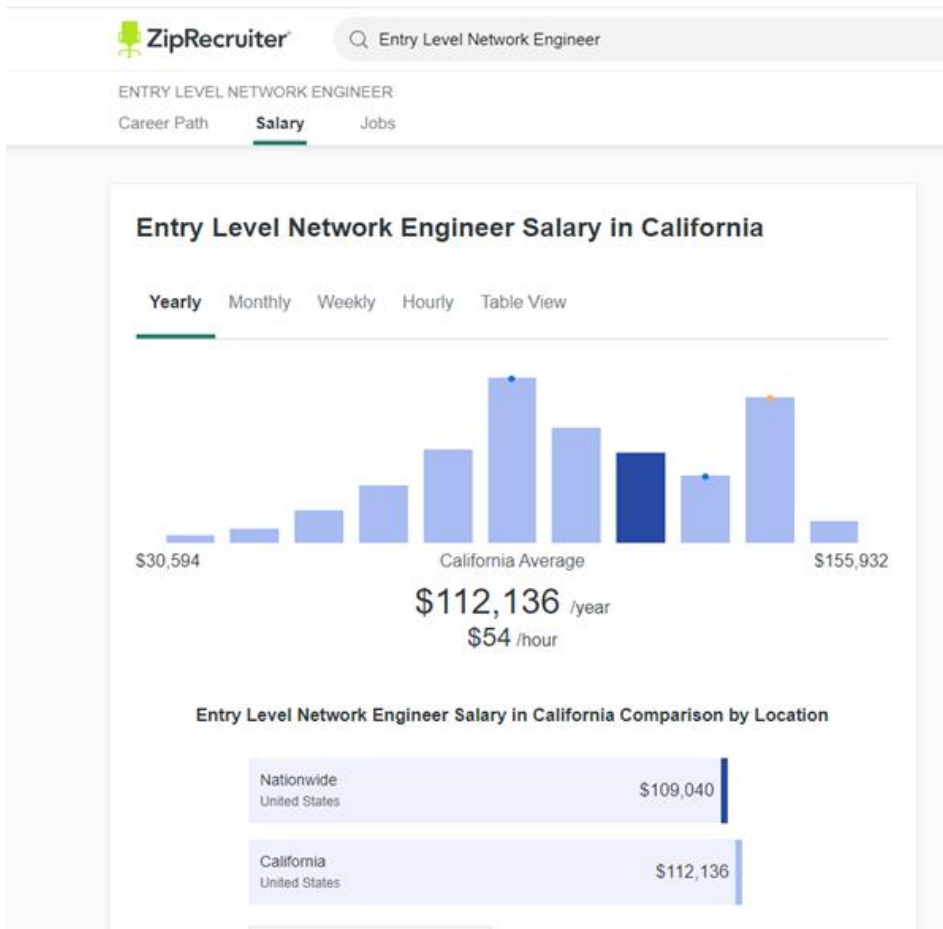 ZipRecruiter
Entry Level Network Engineer
ENTRY LEVEL NETWORK ENGINEER
Career Path Salary Jobs
Entry Level Network Engineer Salary in California
Yearly Monthly Weekly Hourly Table View
$30,594 California Average $155,932
$112,136 /year
$54 /hour
Entry Level Network Engineer Salary in California Comparison by Location
Nationwide
United States
$109,040
California
United States
$112,136